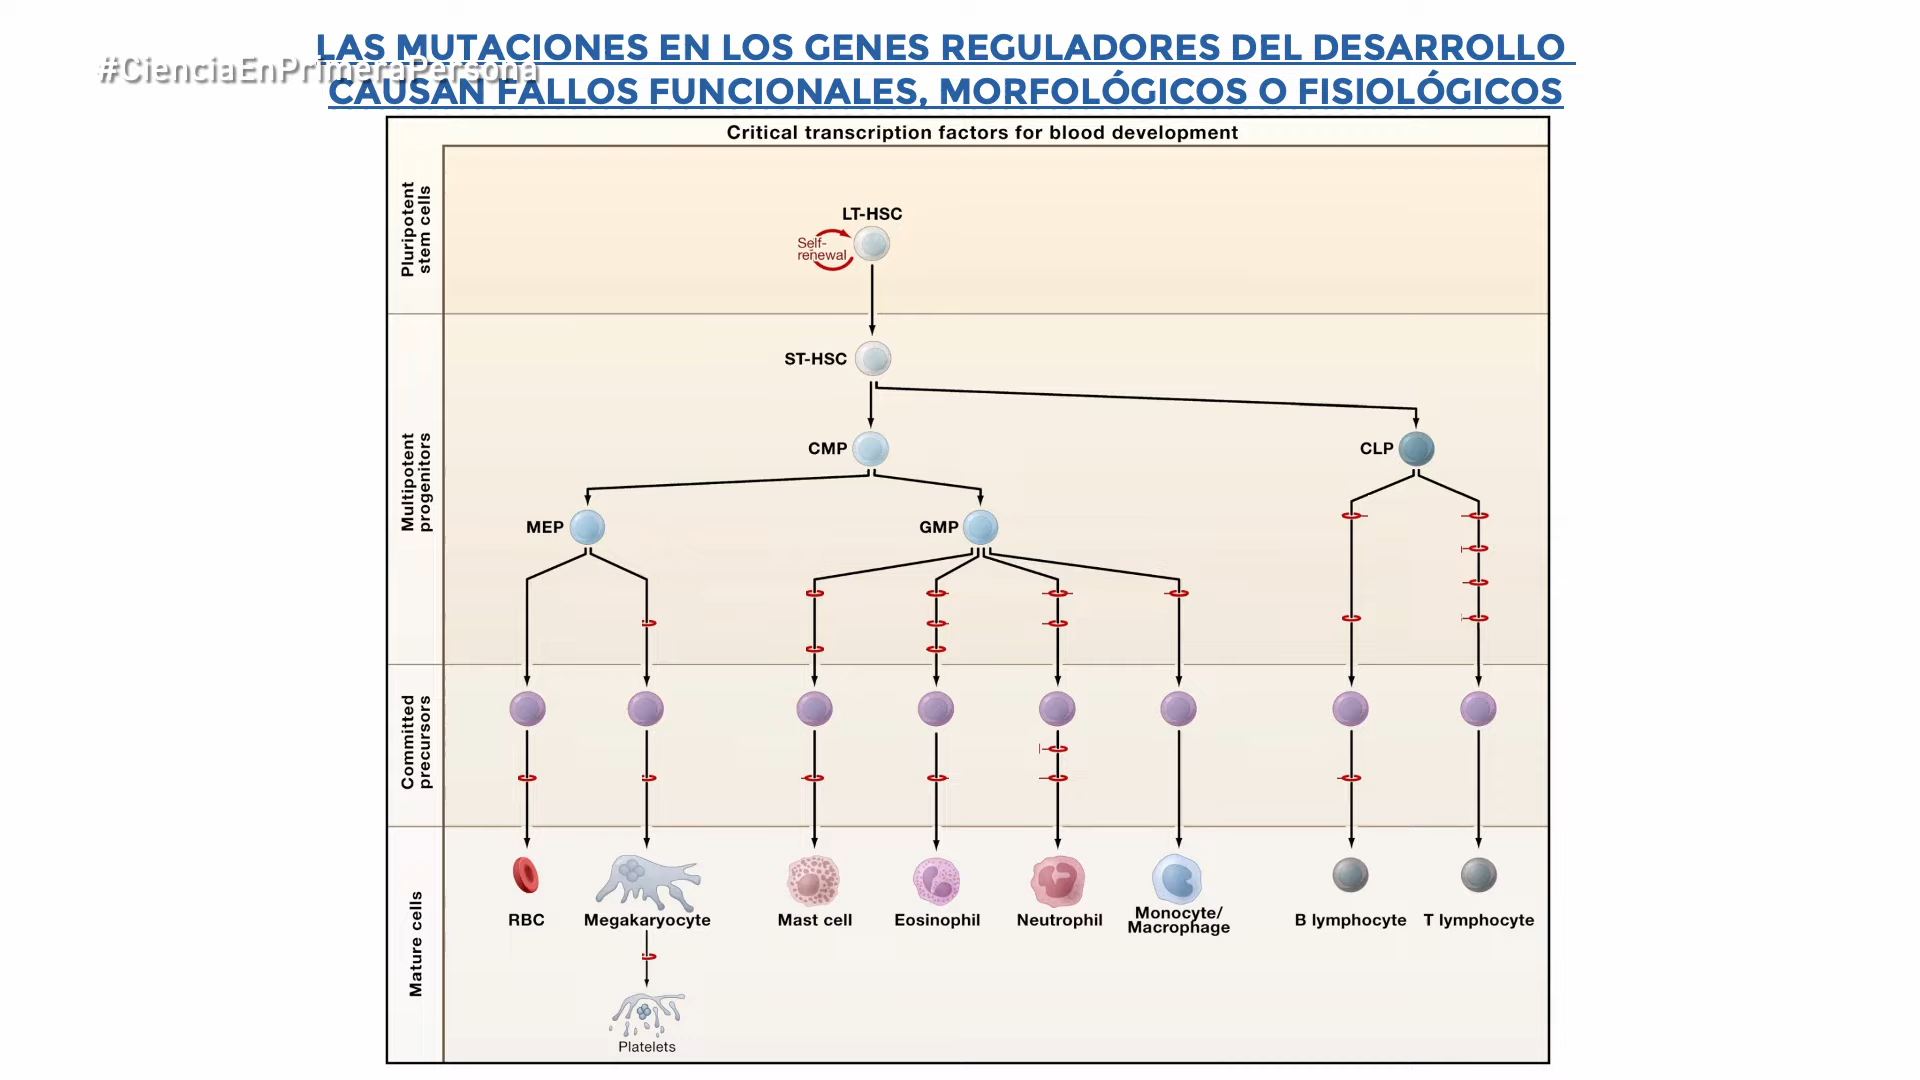 LAS MUTACIONES EN LOS GENES REGULADORES DEL DESARROLLO
#CienciaEnPrimeraPersona
CAUSAN FALLOS FUNCIONALES, MORFOLÓGICOS O FISIOLÓGICOS
Critical transcription factors for blood development
Pluripotent
stem cells
LT-HSC
Self-
renewal
Multipotent
progenitors
ST-HSC
CMP
CLP
MEP
GMP
Committed
precursors
Mature cells
RBC
Megakaryocyte
Mast cell
Eosinophil
Neutrophil
Monocyte/
Macrophage
B lymphocyte
T lymphocyte
Platelets